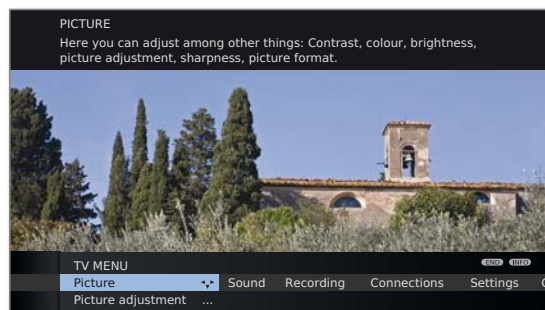 PICTURE
Here you can adjust among other things: Contrast, colour, brightness,
picture adjustment, sharpness, picture format.
TV MENU END INFO
Picture Sound Recording Connections Settings
Picture adjustment ...